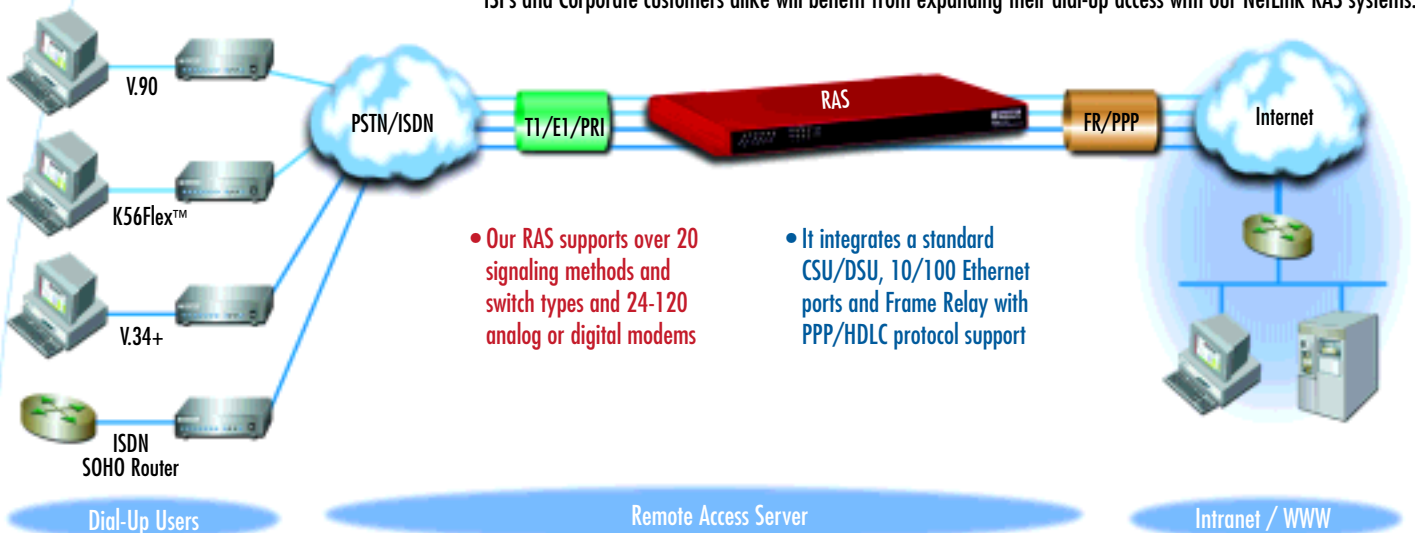 ISPs and Corporate customers alike will benefit from expanding their dial-up access with our NetLink RAS systems.
V.90
PSTN/ISDN
T1/E1/PRI
RAS
FR/PPP
Internet
K56Flex™
V.34+
ISDN
SOHO Router
• Our RAS supports over 20
signaling methods and
switch types and 24-120
analog or digital modems
• It integrates a standard
CSU/DSU, 10/100 Ethernet
ports and Frame Relay with
PPP/HDLC protocol support
Dial-Up Users
Remote Access Server
Intranet / WWW